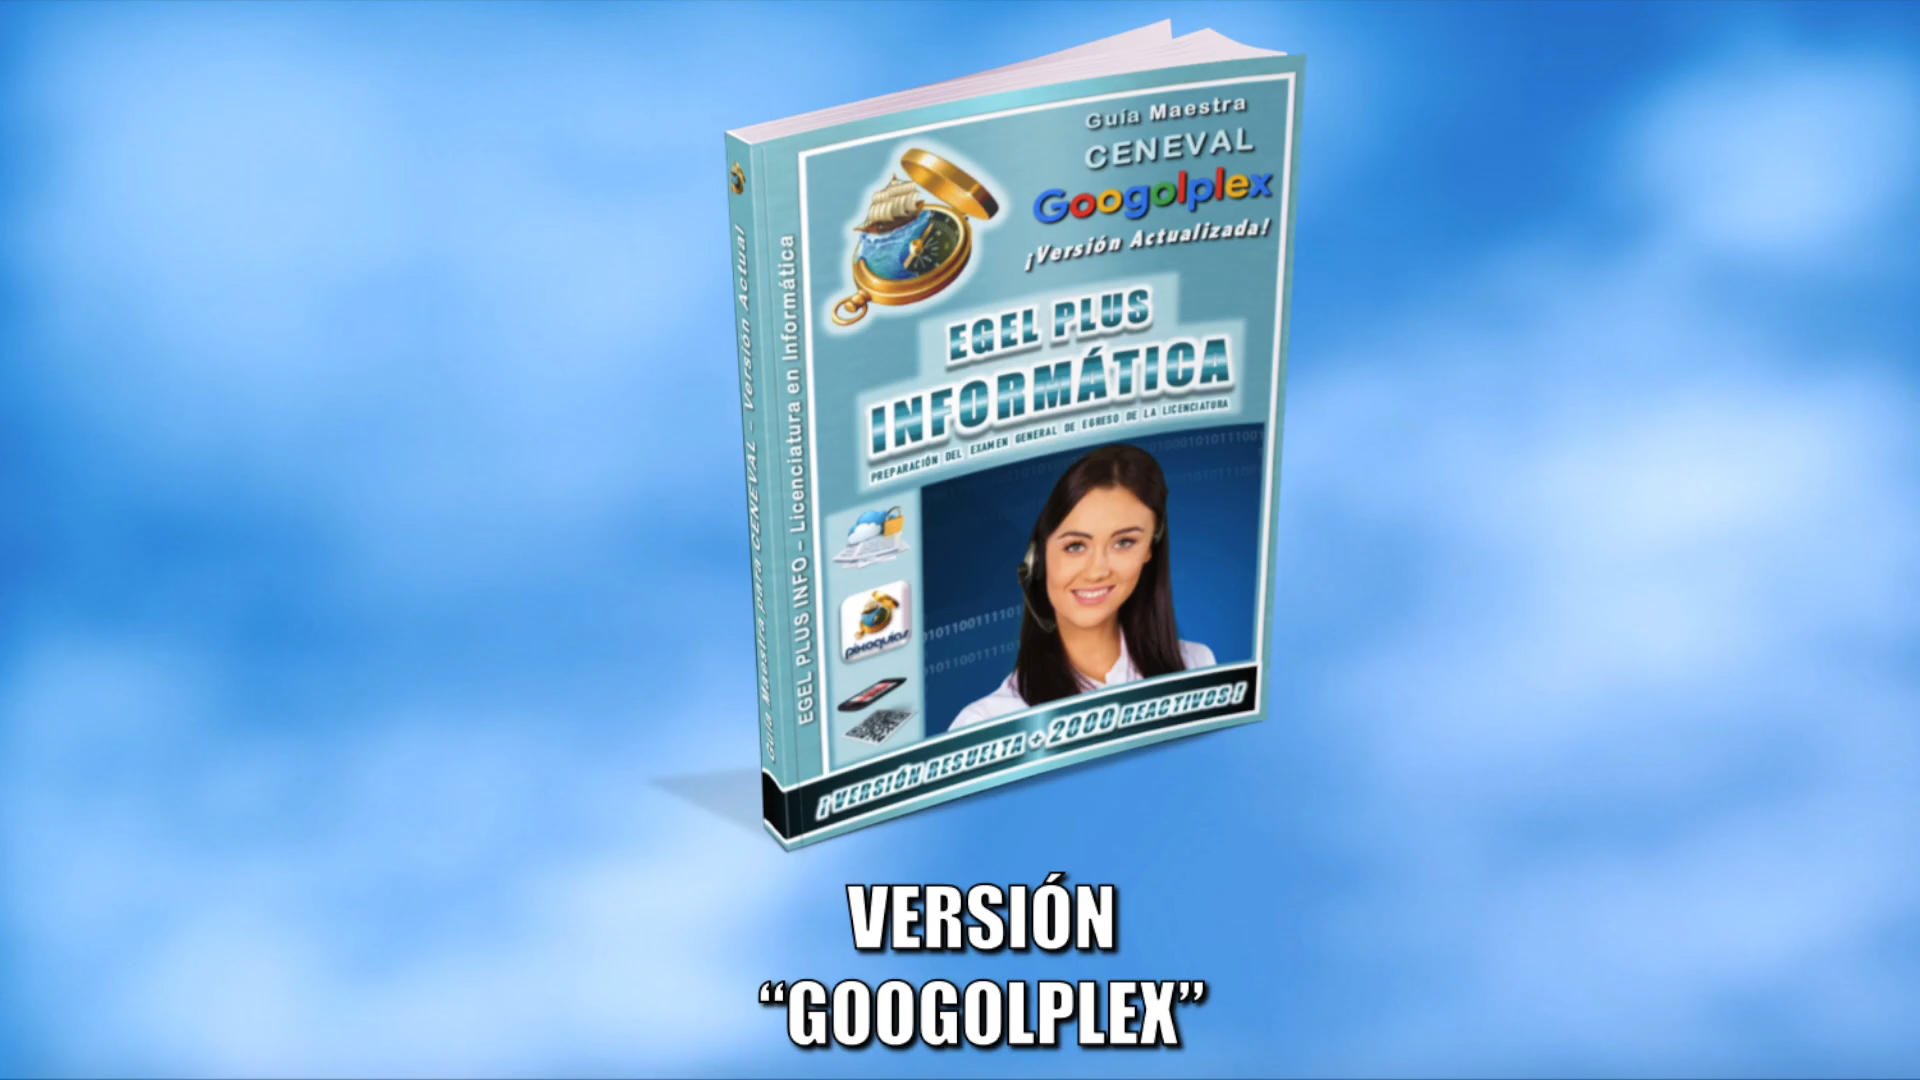 Guía Maestra
CENEVAL
Googolplex
¡Versión Actualizada!
EGEL PLUS
INFORMÁTICA
PREPARACIÓN DEL EXAMEN GENERAL DE EGRESO DE LA LICENCIATURA
Guía Maestra para CENEVAL - Versión Actual
EGEL PLUS INFO - Licenciatura en Informática
pixoguías
¡VERSIÓN RESUELTA + 2000 REACTIVOS!
VERSIÓN
“GOOGOLPLEX”